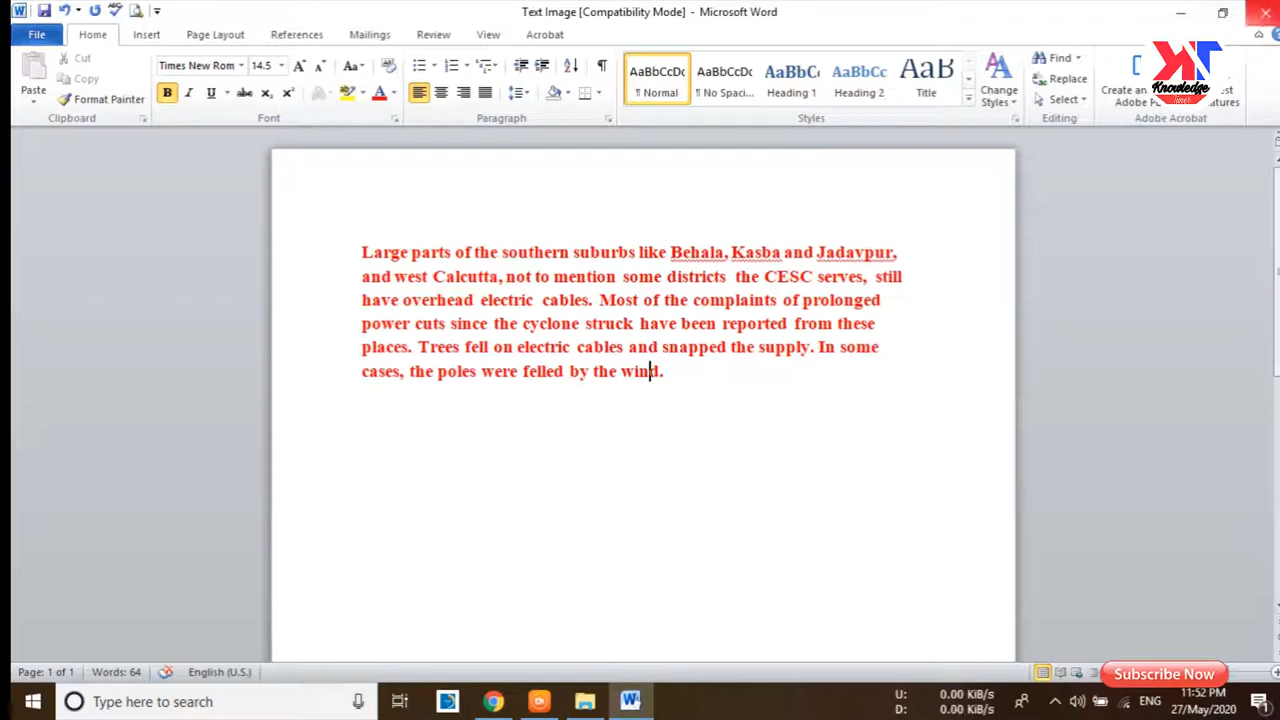 Text Image [Compatibility Mode] - Microsoft Word
File Home Insert Page Layout References Mailings Review View Acrobat
Paste
Cut
Copy
Format Painter
Clipboard
Times New Rom 14.5
Font
Paragraph
AaBbCcDc AaBbCcDc AaBbCc AaBbCc AaB
¶ Normal ¶ No Spaci... Heading 1 Heading 2 Title
Change
Styles
Styles
Find
Replace
Select
Editing
Create an
Adobe
Adobe Acrobat
KT
Knowledge
Times
Large parts of the southern suburbs like Behala, Kasba and Jadavpur,
and west Calcutta, not to mention some districts the CESC serves, still
have overhead electric cables. Most of the complaints of prolonged
power cuts since the cyclone struck have been reported from these
places. Trees fell on electric cables and snapped the supply. In some
cases, the poles were felled by the wind.
Page: 1 of 1 Words: 64 English (U.S.)
Subscribe Now
Type here to search
U: 0.00 KiB/s
D: 0.00 KiB/s
ENG
11:52 PM
27/May/2020